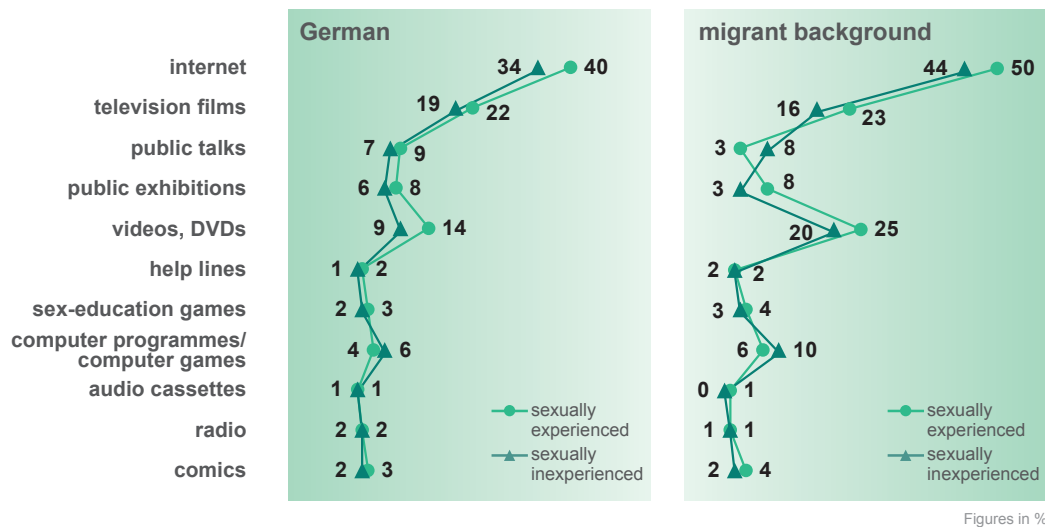 German migrant background
internet 34 40 44 50
television films 19 22 16 23
public talks 7 9 3 8
public exhibitions 6 8 3 8
videos, DVDs 9 14 20 25
help lines 1 2 2 2
sex-education games 2 3 3 4
computer programmes/
computer games 4 6 6 10
audio cassettes 1 1 0 1
radio 2 2 1 1
comics 2 3 2 4
sexually
experienced
sexually
inexperienced
sexually
experienced
sexually
inexperienced
Figures in %